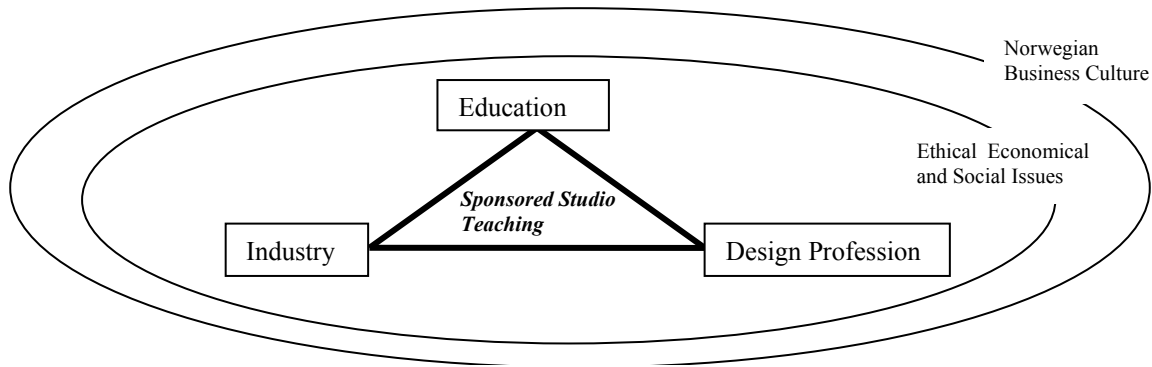 Norwegian
Business Culture
Education
Ethical Economical
and Social Issues
Sponsored Studio
Teaching
Industry
Design Profession